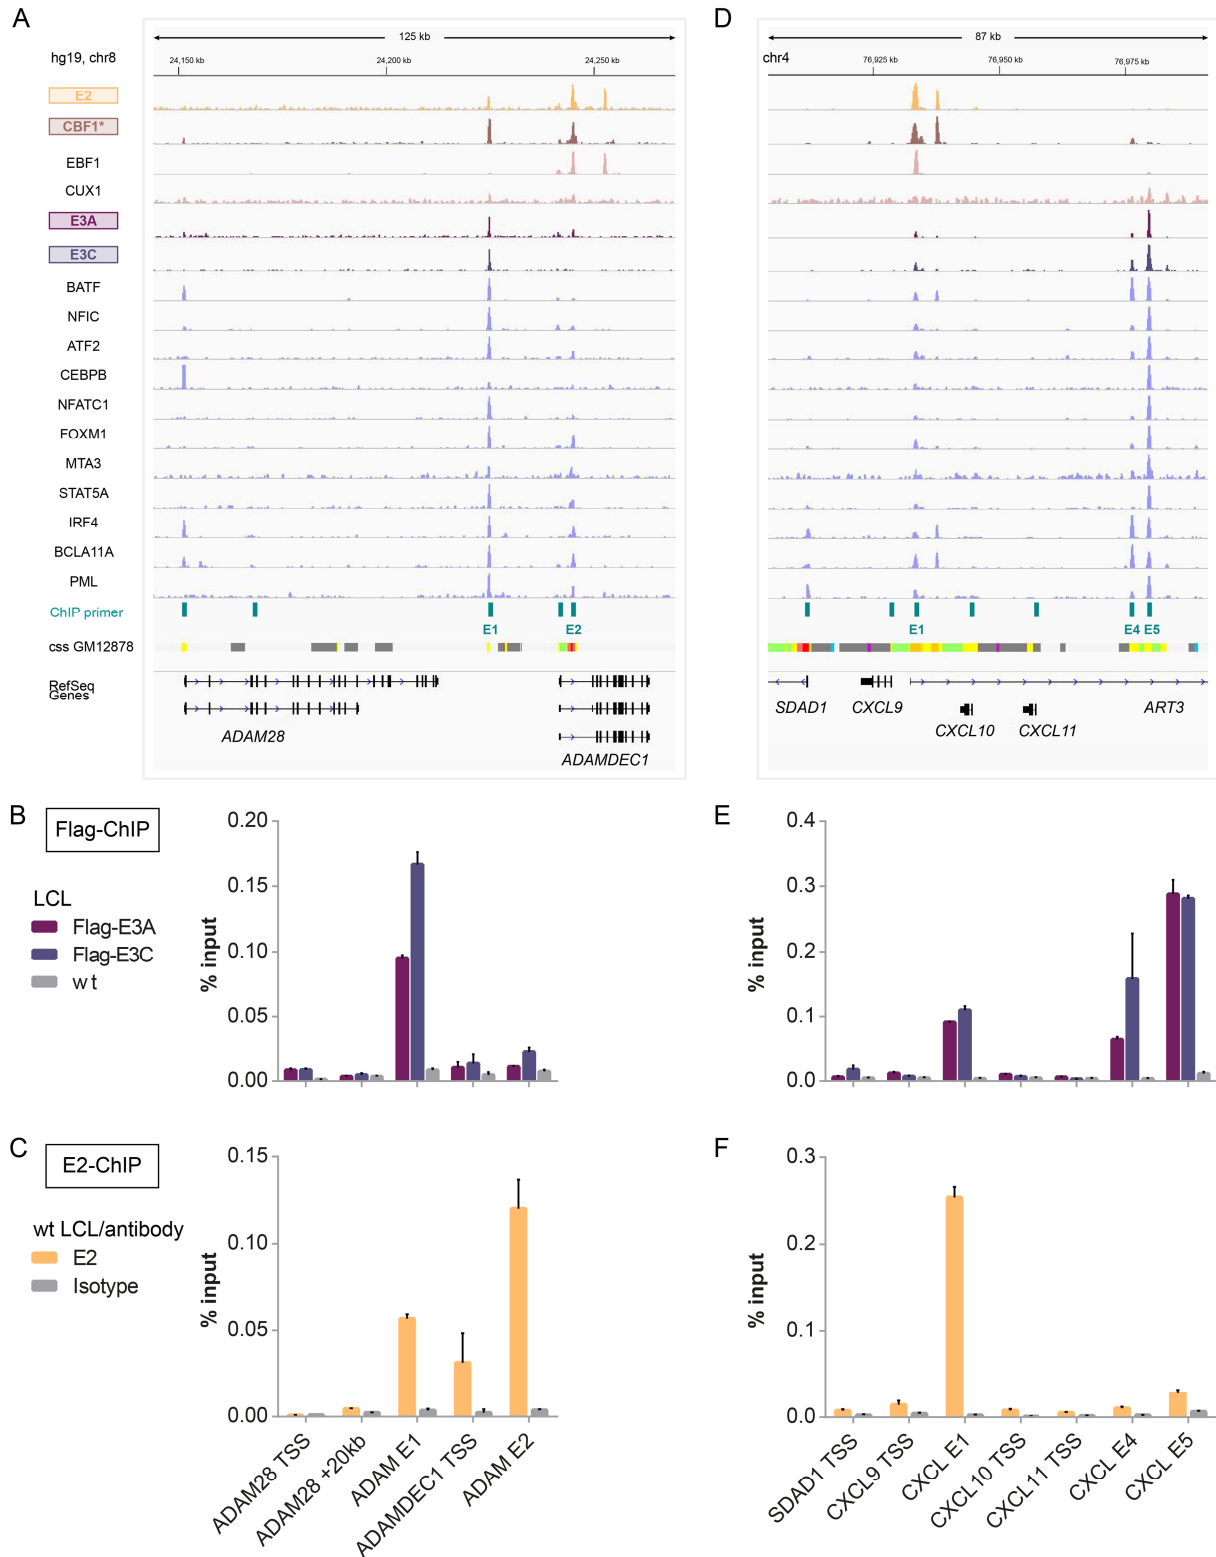 A
125 kb
hg19, chr8
24,150 kb
24,200 kb
24,250 kb
E2
CBF1*
EBF1
CUX1
E3A
E3C
BATF
NFIC
ATF2
CEBPB
NFATC1
FOXM1
MTA3
STAT5A
IRF4
BCLA11A
PML
ChIP primer
E1
E2
css GM12878
RefSeq
Genes
ADAM28
ADAMDEC1
D
87 kb
chr4
76,925 kb
76,950 kb
76,975 kb
E1
E4 E5
SDAD1
CXCL9
ART3
CXCL10
CXCL11
B
Flag-ChIP
LCL
Flag-E3A
Flag-E3C
wt
% input
0.20
0.15
0.10
0.05
0.00
E
% input
0.4
0.3
0.2
0.1
0.0
C
E2-ChIP
wt LCL/antibody
E2
Isotype
% input
0.15
0.10
0.05
0.00
ADAM28 TSS
ADAM28 +20kb
ADAM E1
ADAMDEC1 TSS
ADAM E2
F
% input
0.3
0.2
0.1
0.0
SDAD1 TSS
CXCL9 TSS
CXCL E1
CXCL10 TSS
CXCL11 TSS
CXCL E4
CXCL E5